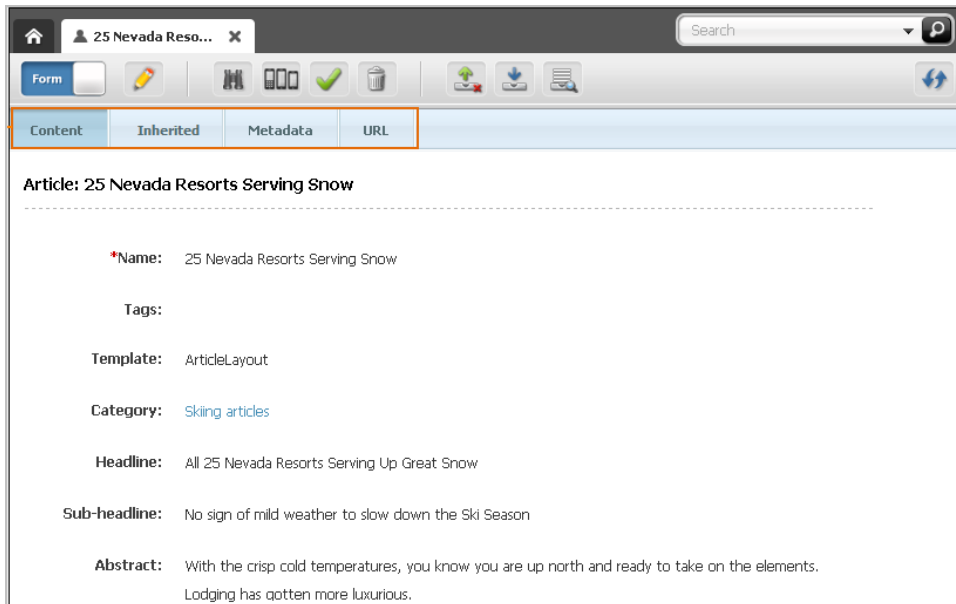 25 Nevada Reso...
Search
Form
Content Inherited Metadata URL
Article: 25 Nevada Resorts Serving Snow
*Name: 25 Nevada Resorts Serving Snow
Tags:
Template: ArticleLayout
Category: Skiing articles
Headline: All 25 Nevada Resorts Serving Up Great Snow
Sub-headline: No sign of mild weather to slow down the Ski Season
Abstract: With the crisp cold temperatures, you know you are up north and ready to take on the elements.
Lodging has gotten more luxurious.